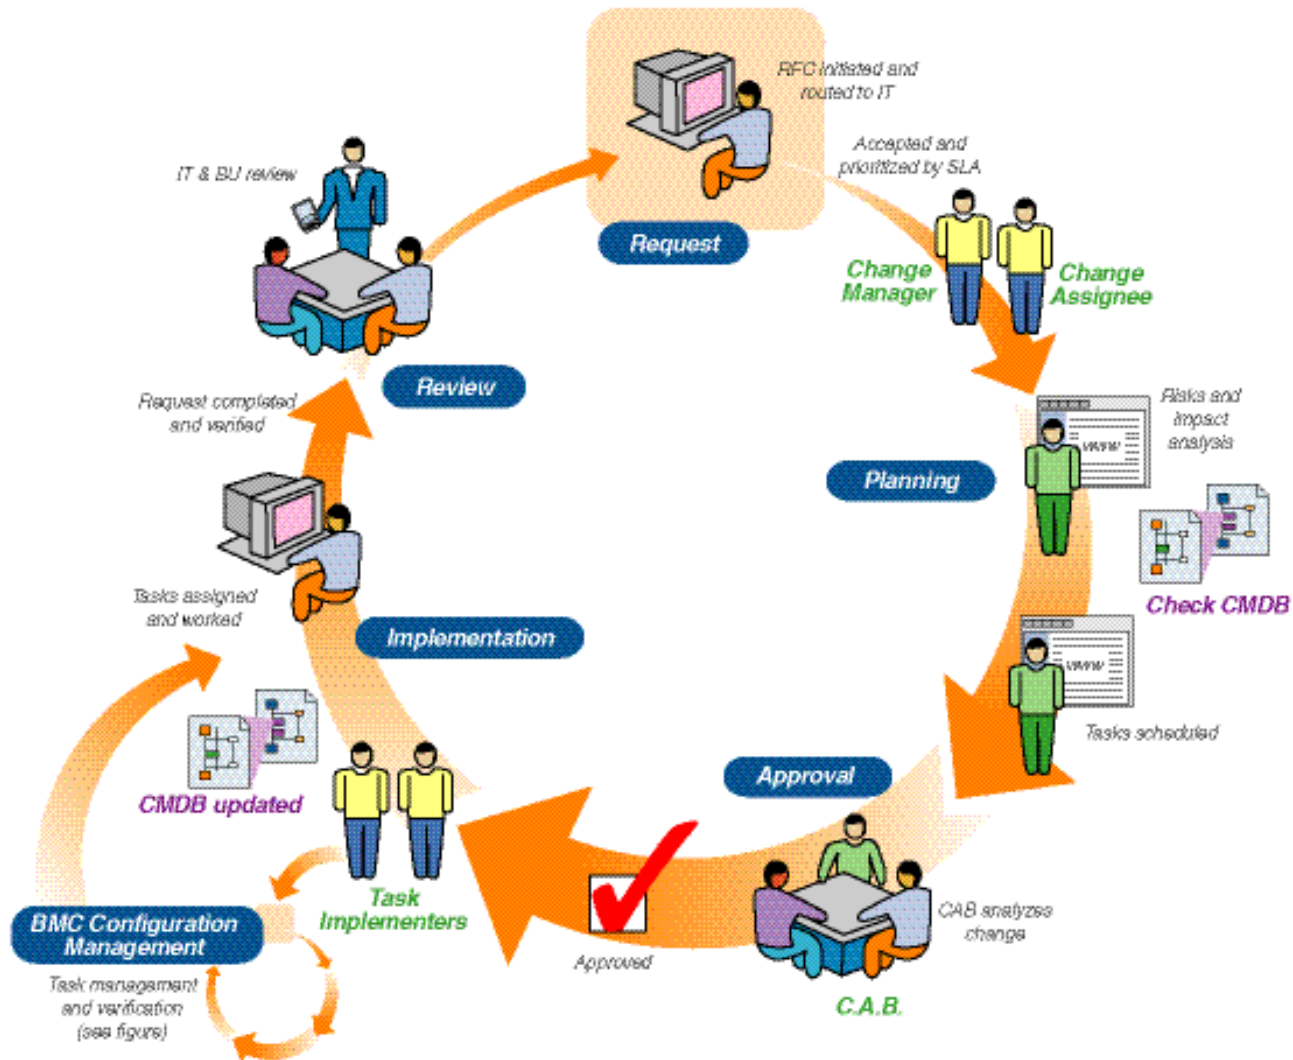 RFC initiated and
routed to IT
Accepted and
prioritized by SLA
Request
Change
Manager
Change
Assignee
Risks and
impact
analysis
www
Planning
Check CMDB
www
Tasks scheduled
Approval
CAB analyzes
change
C.A.B.
Approved
Task
Implementers
BMC Configuration
Management
Task management
and verification
(see figure)
CMDB updated
Implementation
Tasks assigned
and worked
Request completed
and verified
Review
IT & BU review